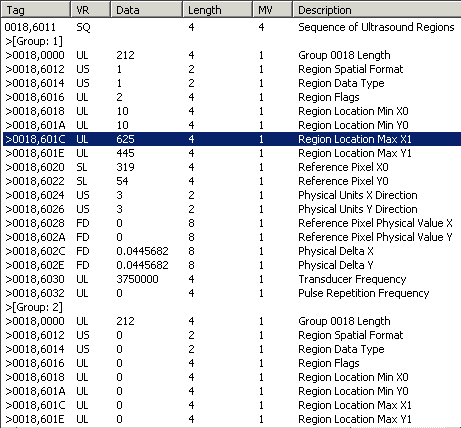 Tag VR Data Length MV Description
0018,6011 SQ 4 4 Sequence of Ultrasound Regions
>[Group: 1]
>0018,0000 UL 212 4 1 Group 0018 Length
>0018,6012 US 1 2 1 Region Spatial Format
>0018,6014 US 1 2 1 Region Data Type
>0018,6016 UL 2 4 1 Region Flags
>0018,6018 UL 10 4 1 Region Location Min X0
>0018,601A UL 10 4 1 Region Location Min Y0
>0018,601C UL 625 4 1 Region Location Max X1
>0018,601E UL 445 4 1 Region Location Max Y1
>0018,6020 SL 319 4 1 Reference Pixel X0
>0018,6022 SL 54 4 1 Reference Pixel Y0
>0018,6024 US 3 2 1 Physical Units X Direction
>0018,6026 US 3 2 1 Physical Units Y Direction
>0018,6028 FD 0 8 1 Reference Pixel Physical Value X
>0018,602A FD 0 8 1 Reference Pixel Physical Value Y
>0018,602C FD 0.0445682 8 1 Physical Delta X
>0018,602E FD 0.0445682 8 1 Physical Delta Y
>0018,6030 UL 3750000 4 1 Transducer Frequency
>0018,6032 UL 0 4 1 Pulse Repetition Frequency
>[Group: 2]
>0018,0000 UL 212 4 1 Group 0018 Length
>0018,6012 US 0 2 1 Region Spatial Format
>0018,6014 US 0 2 1 Region Data Type
>0018,6016 UL 0 4 1 Region Flags
>0018,6018 UL 0 4 1 Region Location Min X0
>0018,601A UL 0 4 1 Region Location Min Y0
>0018,601C UL 0 4 1 Region Location Max X1
>0018,601E UL 0 4 1 Region Location Max Y1